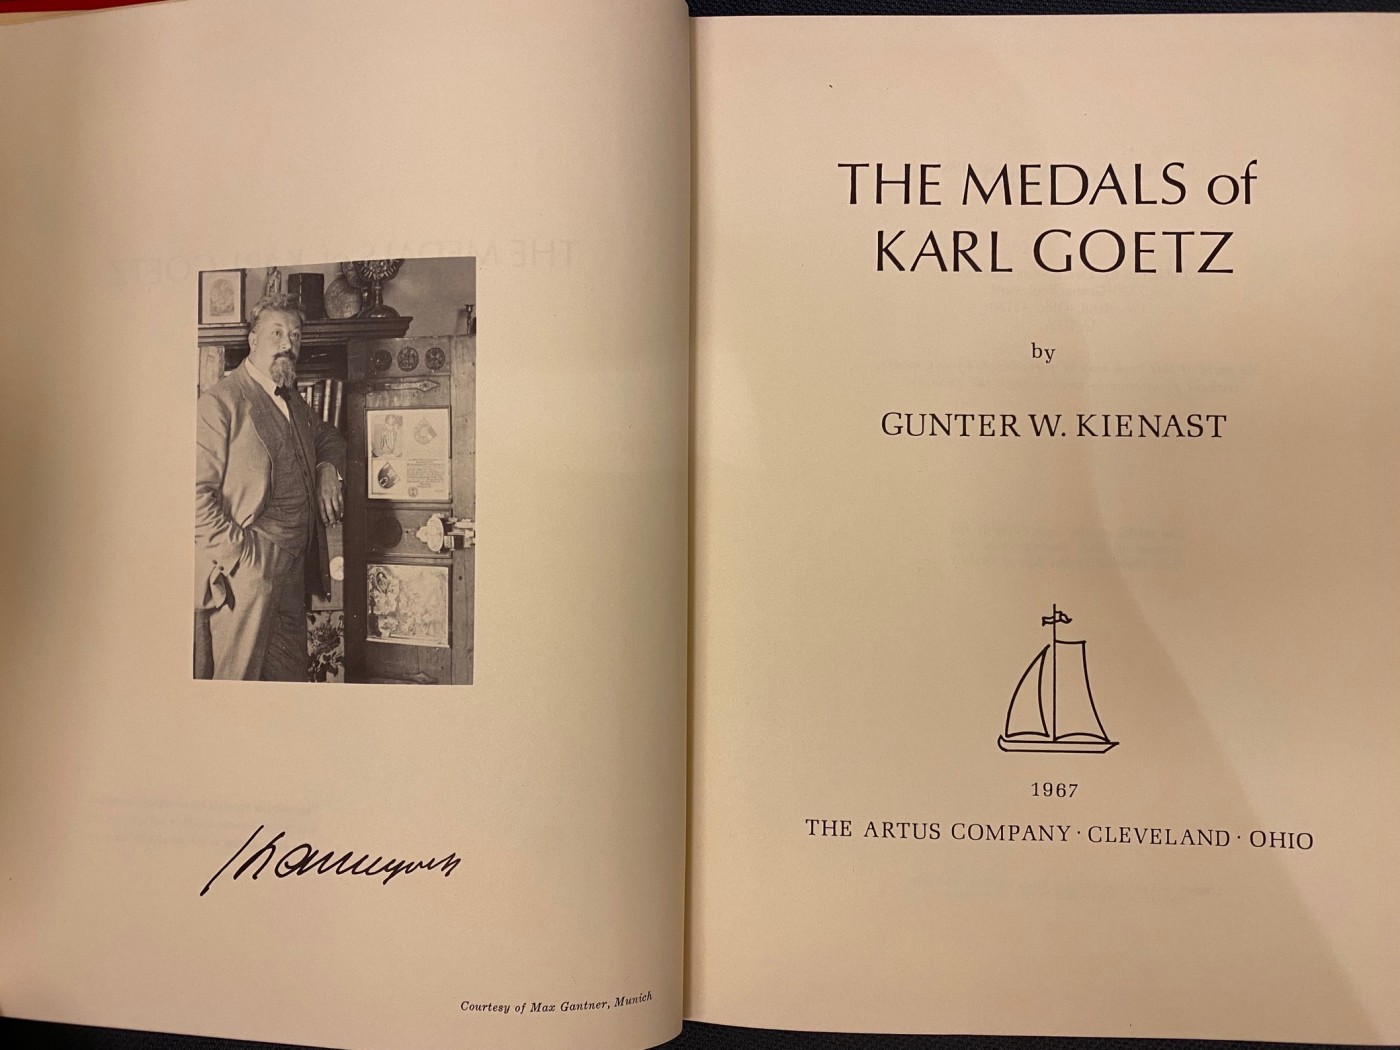 Courtesy of Max Gantner, Munich
THE MEDALS of
KARL GOETZ
by
GUNTER W. KIENAST
1967
THE ARTUS COMPANY · CLEVELAND · OHIO